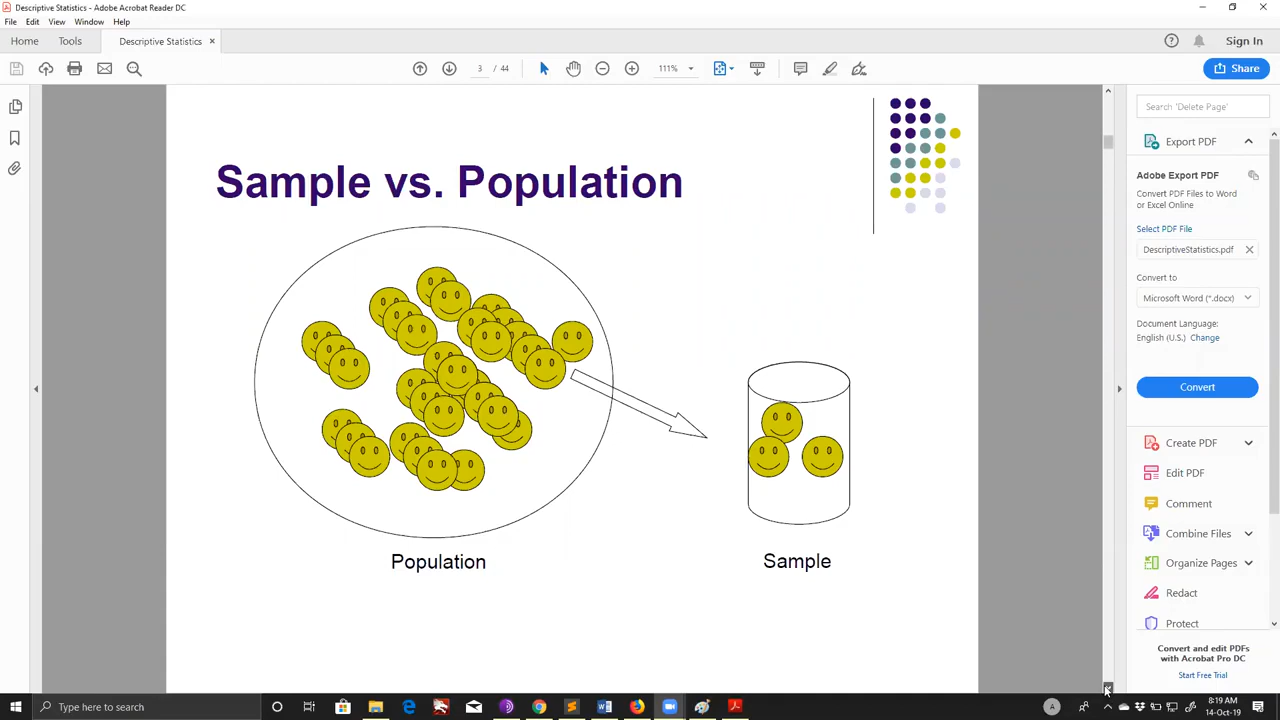 Descriptive Statistics - Adobe Acrobat Reader DC
File Edit View Window Help
Home Tools Descriptive Statistics × Sign In
3 / 44 111% Share
Sample vs. Population
Population
Sample
Search 'Delete Page'
Export PDF
Adobe Export PDF
Convert PDF Files to Word
or Excel Online
Select PDF File
DescriptiveStatistics.pdf
Convert to
Microsoft Word (*.docx)
Document Language:
English (U.S.) Change
Convert
Create PDF
Edit PDF
Comment
Combine Files
Organize Pages
Redact
Protect
Convert and edit PDFs
with Acrobat Pro DC
Start Free Trial
Type here to search
8:19 AM
14-Oct-19